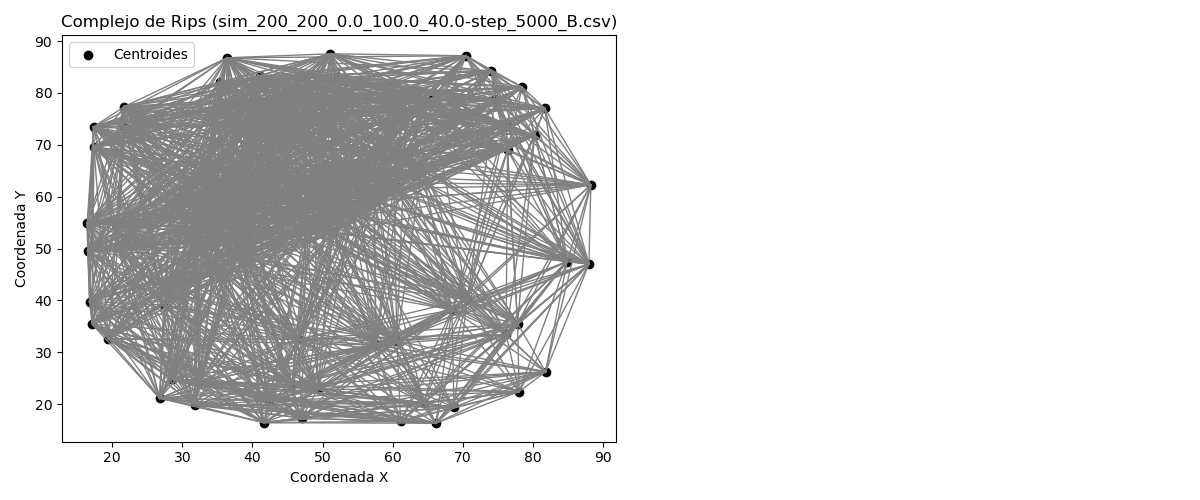 Complejo de Rips (sim_200_200_0.0_100.0_40.0-step_5000_B.csv)
Centroides
90
80
70
60
50
40
30
20
Coordenada Y
20 30 40 50 60 70 80 90
Coordenada X